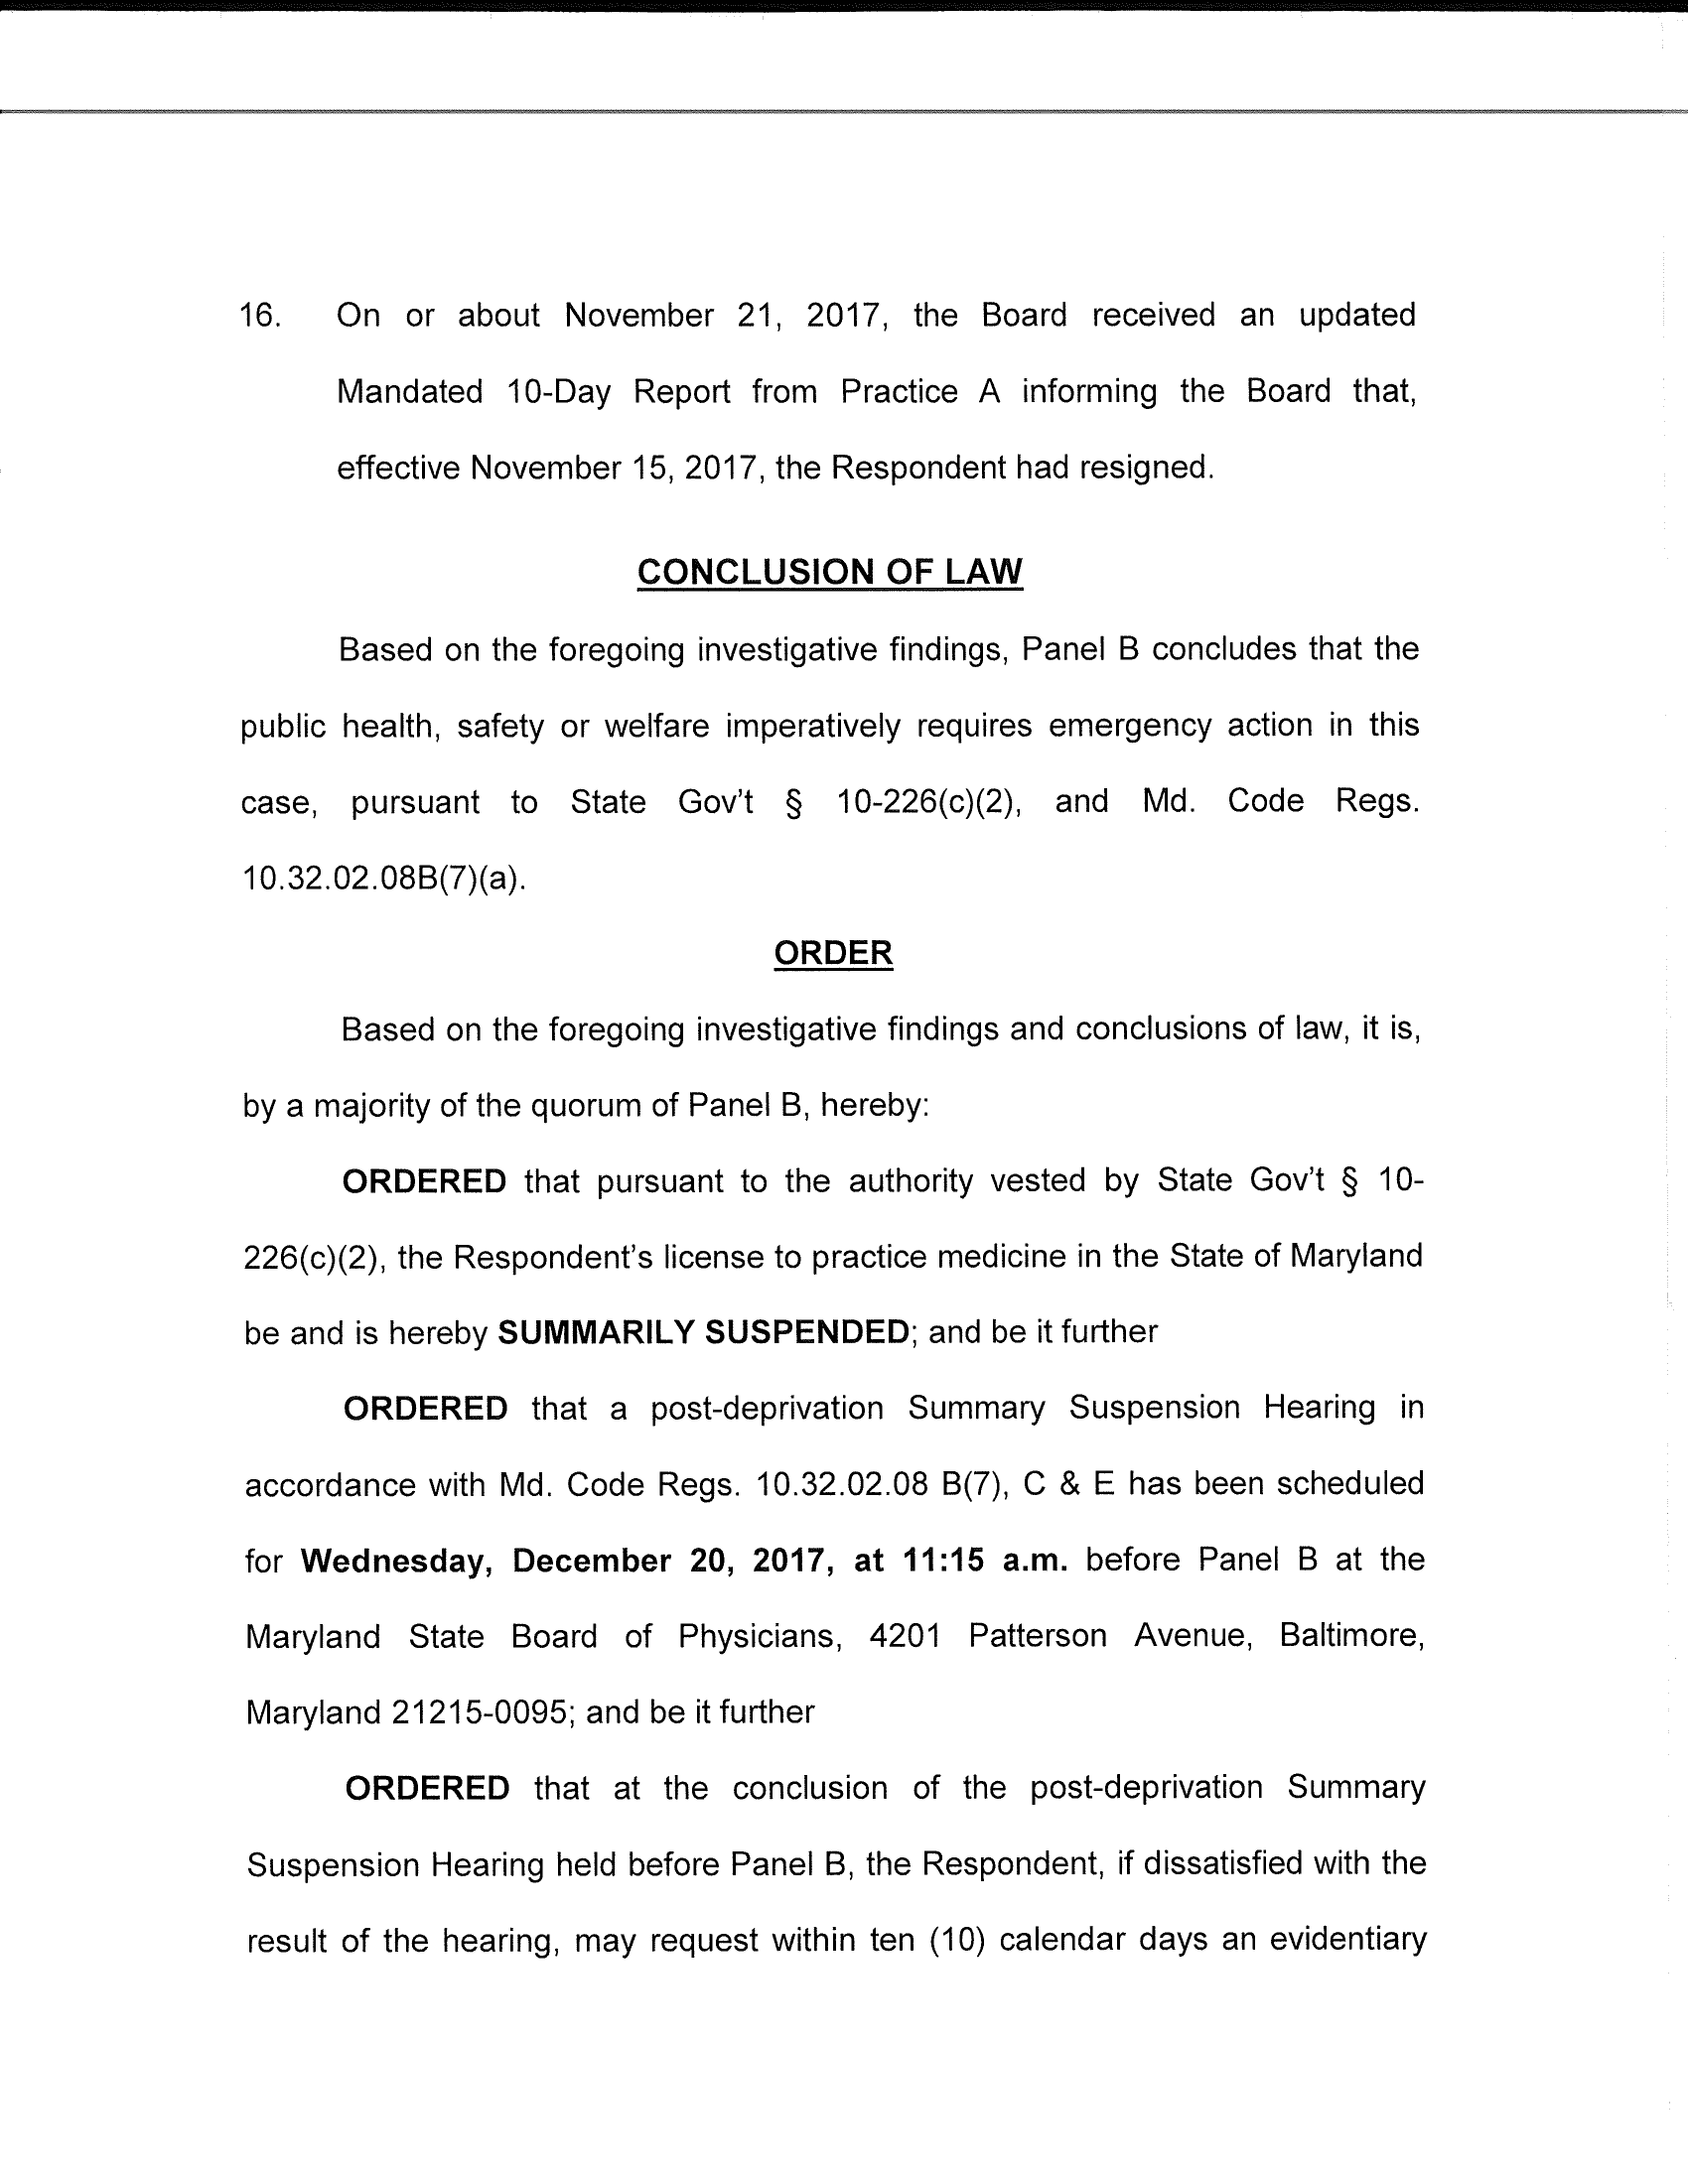 16. On or about November 21, 2017, the Board received an updated
Mandated 10-Day Report from Practice A informing the Board that,
effective November 15, 2017, the Respondent had resigned.
CONCLUSION OF LAW
Based on the foregoing investigative findings, Panel B concludes that the
public health, safety or welfare imperatively requires emergency action in this
case, pursuant to State Gov't § 10-226(c)(2), and Md. Code Regs.
10.32.02.08B(7)(a).
ORDER
Based on the foregoing investigative findings and conclusions of law, it is,
by a majority of the quorum of Panel B, hereby:
ORDERED that pursuant to the authority vested by State Gov't § 10-
226(c)(2), the Respondent's license to practice medicine in the State of Maryland
be and is hereby SUMMARILY SUSPENDED; and be it further
ORDERED that a post-deprivation Summary Suspension Hearing in
accordance with Md. Code Regs. 10.32.02.08 B(7), C & E has been scheduled
for Wednesday, December 20, 2017, at 11:15 a.m. before Panel B at the
Maryland State Board of Physicians, 4201 Patterson Avenue, Baltimore,
Maryland 21215-0095; and be it further
ORDERED that at the conclusion of the post-deprivation Summary
Suspension Hearing held before Panel B, the Respondent, if dissatisfied with the
result of the hearing, may request within ten (10) calendar days an evidentiary